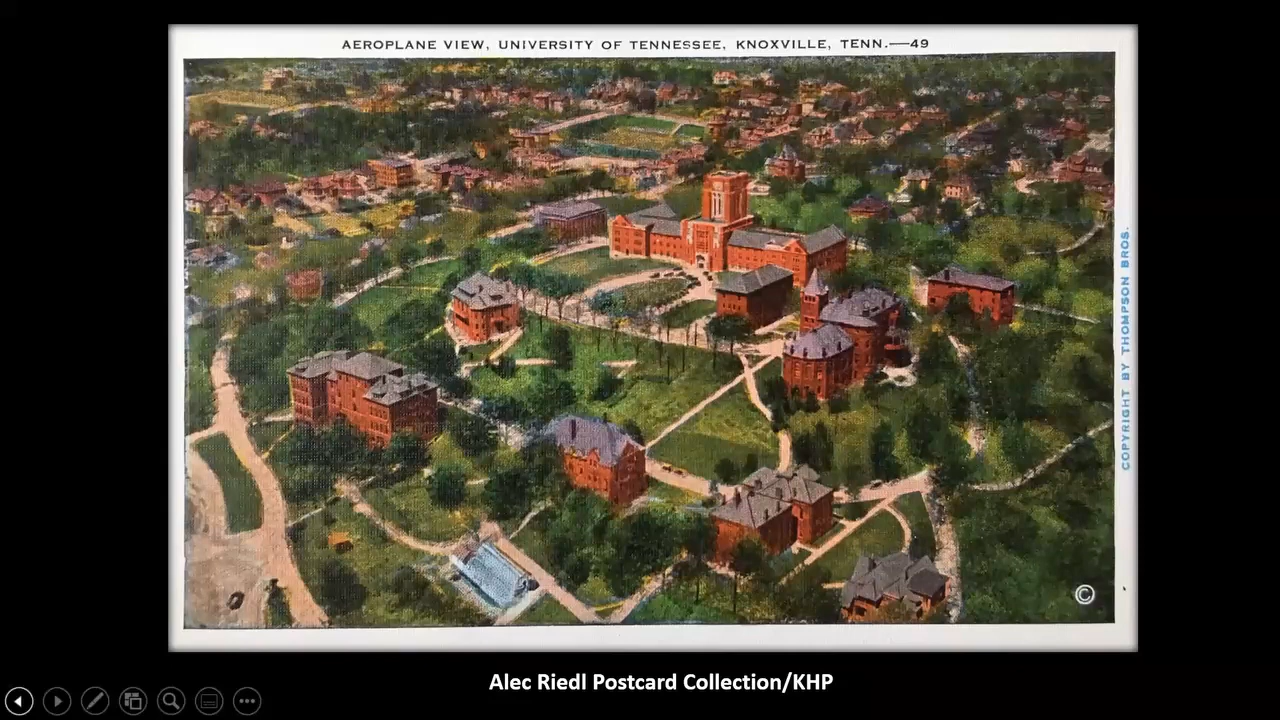 AEROPLANE VIEW, UNIVERSITY OF TENNESSEE, KNOXVILLE, TENN.—49
COPYRIGHT BY THOMPSON BROS.
©
Alec Riedl Postcard Collection/KHP